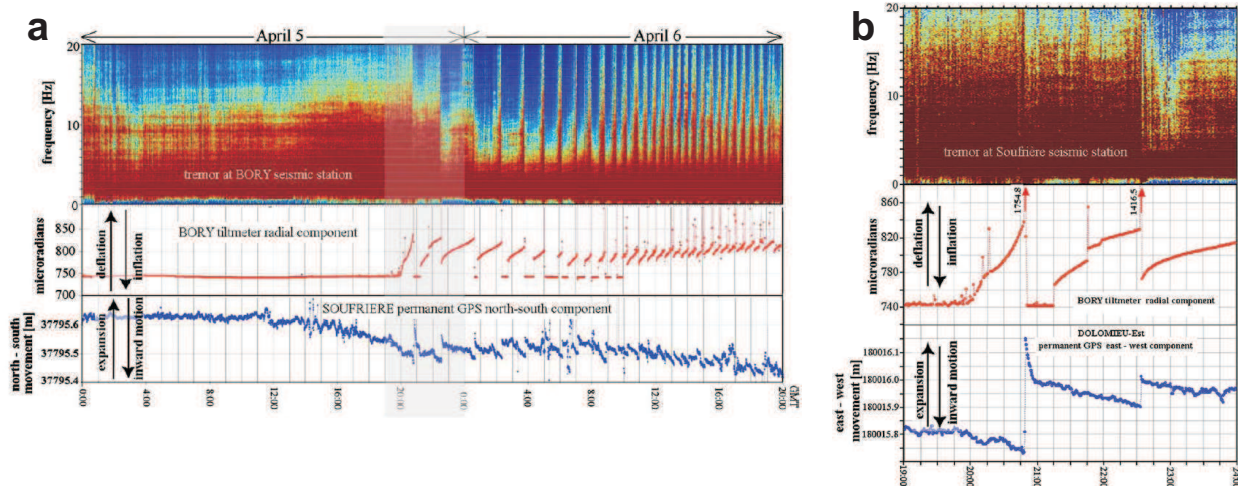 a
April 5
April 6
20
10
0
frequency [Hz]
tremor at BORY seismic station
850
800
750
700
microradians
deflation
inflation
BORY tiltmeter radial component
37795.6
37795.5
37795.4
north - south
movement [m]
expansion
inward motion
SOUFRIERE permanent GPS north-south component
0:00
4:00
8:00
12:00
16:00
20:00
0:00
4:00
8:00
12:00
16:00
20:00
GMT
b
20
10
0
frequency [Hz]
tremor at Soufrière seismic station
860
820
780
740
microradians
deflation
inflation
1754.8
1416.5
BORY tiltmeter radial component
DOLOMIEU-Est
permanent GPS east - west component
180016.1
180016.0
180015.9
180015.8
east - west
movement [m]
expansion
inward motion
19:00
20:00
21:00
22:00
23:00